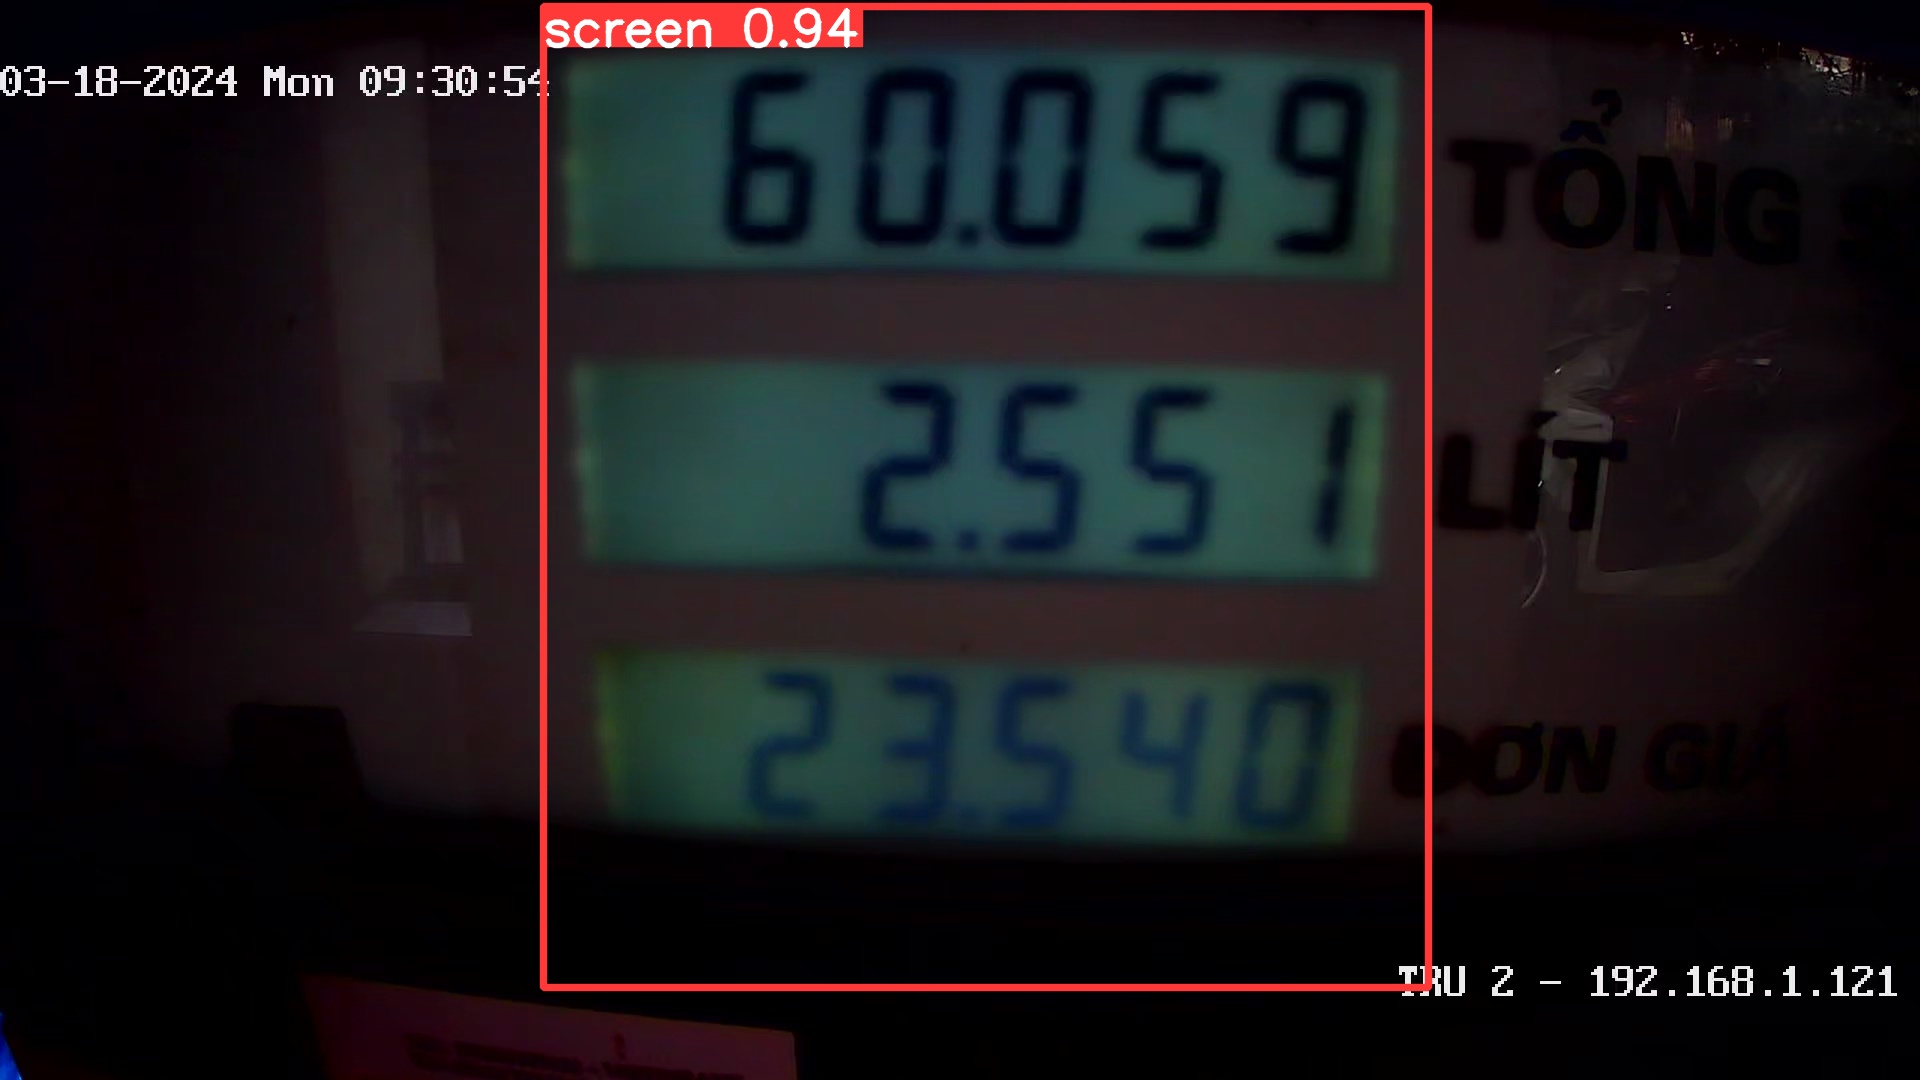 screen 0.94
03-18-2024 Mon 09:30:54
60.059
TỔNG
2.551
LÍT
23.540
ĐƠN GIÁ
TRU 2 - 192.168.1.121